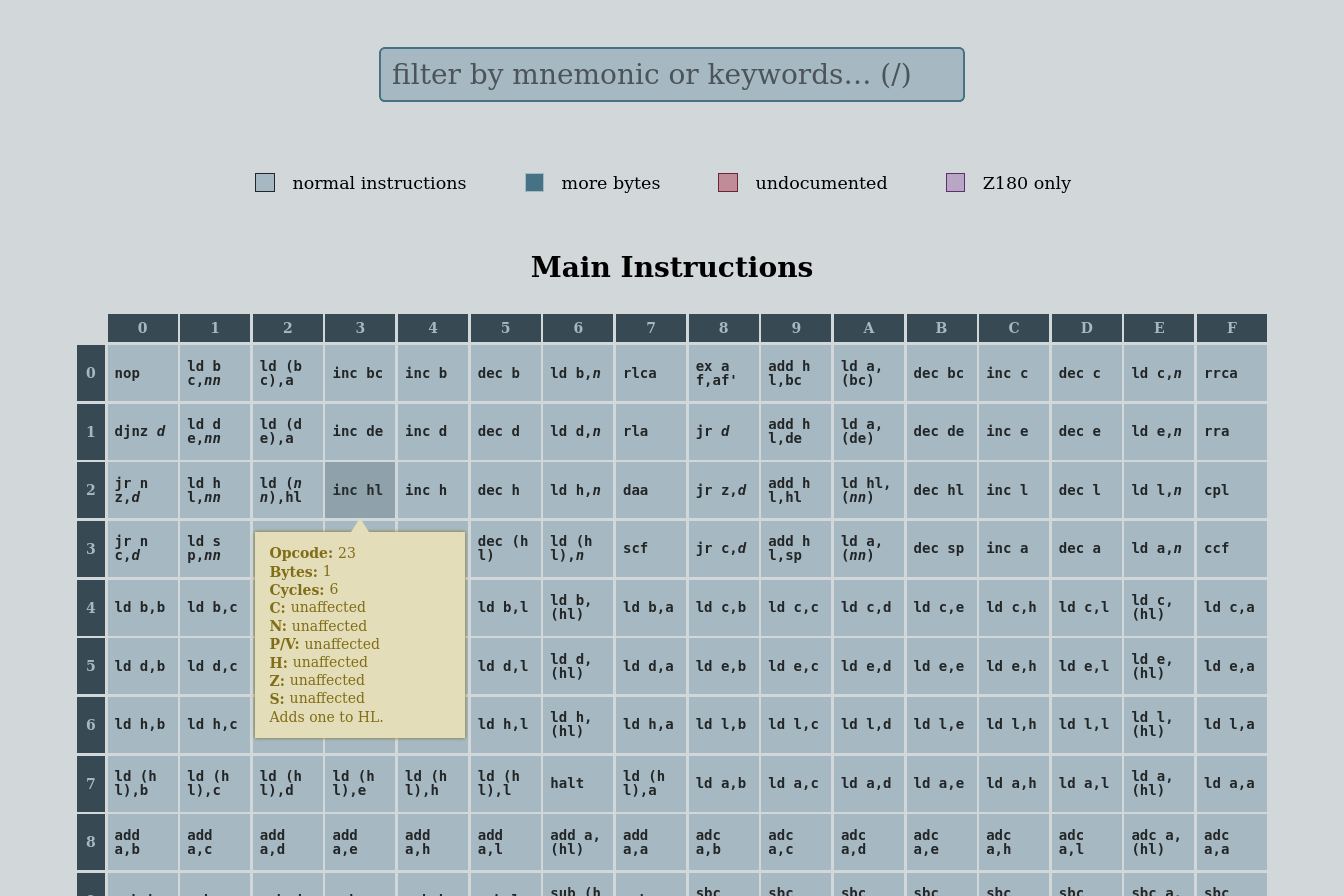 filter by mnemonic or keywords... (/)
normal instructions more bytes undocumented Z180 only
Main Instructions
0 1 2 3 4 5 6 7 8 9 A B C D E F
0 nop ld bc,nn ld (bc),a inc bc inc b dec b ld b,n rlca ex af,af' add hl,bc ld a,(bc) dec bc inc c dec c ld c,n rrca
1 djnz d ld de,nn ld (de),a inc de inc d dec d ld d,n rla jr d add hl,de ld a,(de) dec de inc e dec e ld e,n rra
2 jr nz,d ld hl,nn ld (nn),hl inc hl inc h dec h ld h,n daa jr z,d add hl,hl ld hl,(nn) dec hl inc l dec l ld l,n cpl
3 jr nc,d ld sp,nn dec (hl) ld (hl),n scf jr c,d add hl,sp ld a,(nn) dec sp inc a dec a ld a,n ccf
Opcode: 23
Bytes: 1
Cycles: 6
C: unaffected
N: unaffected
P/V: unaffected
H: unaffected
Z: unaffected
S: unaffected
Adds one to HL.
4 ld b,b ld b,c ld b,l ld b,(hl) ld b,a ld c,b ld c,c ld c,d ld c,e ld c,h ld c,l ld c,(hl) ld c,a
5 ld d,b ld d,c ld d,l ld d,(hl) ld d,a ld e,b ld e,c ld e,d ld e,e ld e,h ld e,l ld e,(hl) ld e,a
6 ld h,b ld h,c ld h,l ld h,(hl) ld h,a ld l,b ld l,c ld l,d ld l,e ld l,h ld l,l ld l,(hl) ld l,a
7 ld (hl),b ld (hl),c ld (hl),d ld (hl),e ld (hl),h ld (hl),l halt ld (hl),a ld a,b ld a,c ld a,d ld a,e ld a,h ld a,l ld a,(hl) ld a,a
8 add a,b add a,c add a,d add a,e add a,h add a,l add a,(hl) add a,a adc a,b adc a,c adc a,d adc a,e adc a,h adc a,l adc a,(hl) adc a,a
sub (h sbc sbc sbc sbc sbc sbc sbc a, sbc